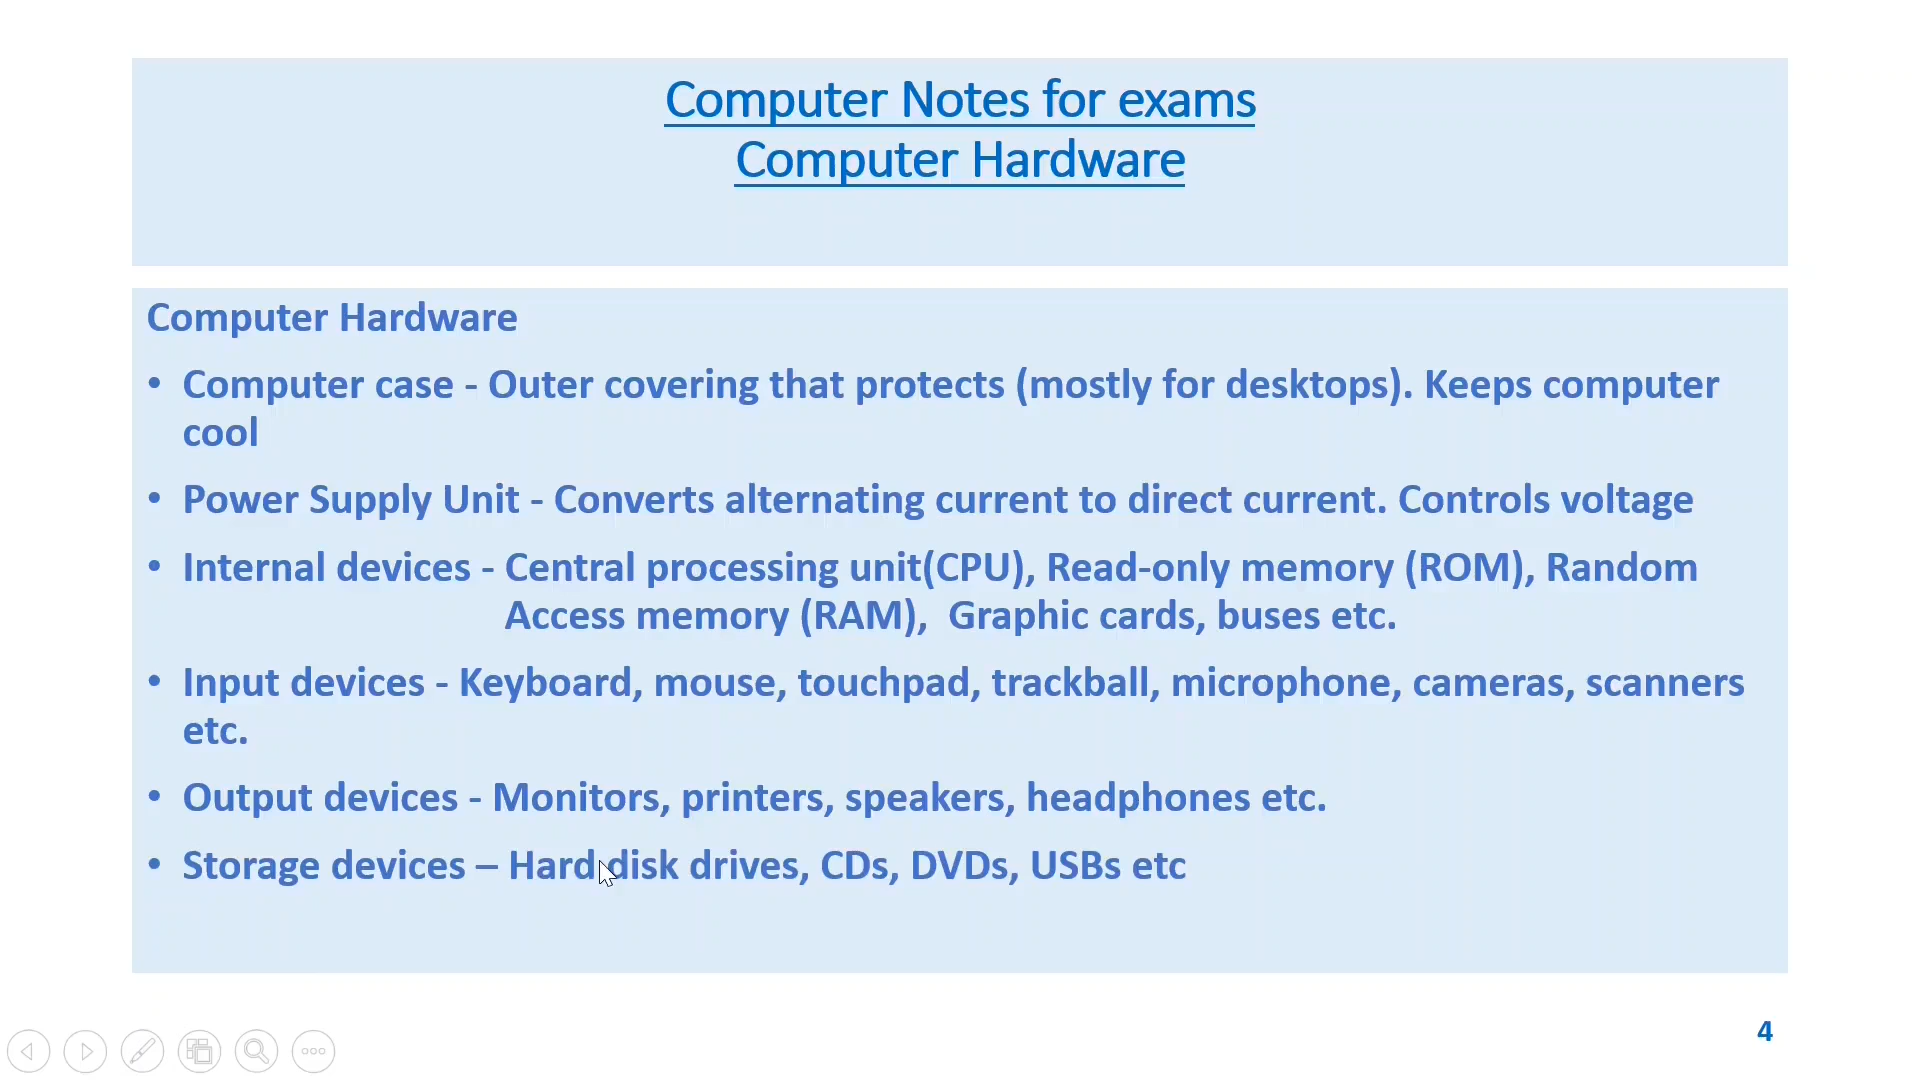 Computer Notes for exams
Computer Hardware
Computer Hardware
• Computer case - Outer covering that protects (mostly for desktops). Keeps computer
cool
• Power Supply Unit - Converts alternating current to direct current. Controls voltage
• Internal devices - Central processing unit(CPU), Read-only memory (ROM), Random
Access memory (RAM),  Graphic cards, buses etc.
• Input devices - Keyboard, mouse, touchpad, trackball, microphone, cameras, scanners
etc.
• Output devices - Monitors, printers, speakers, headphones etc.
• Storage devices – Hard disk drives, CDs, DVDs, USBs etc
4